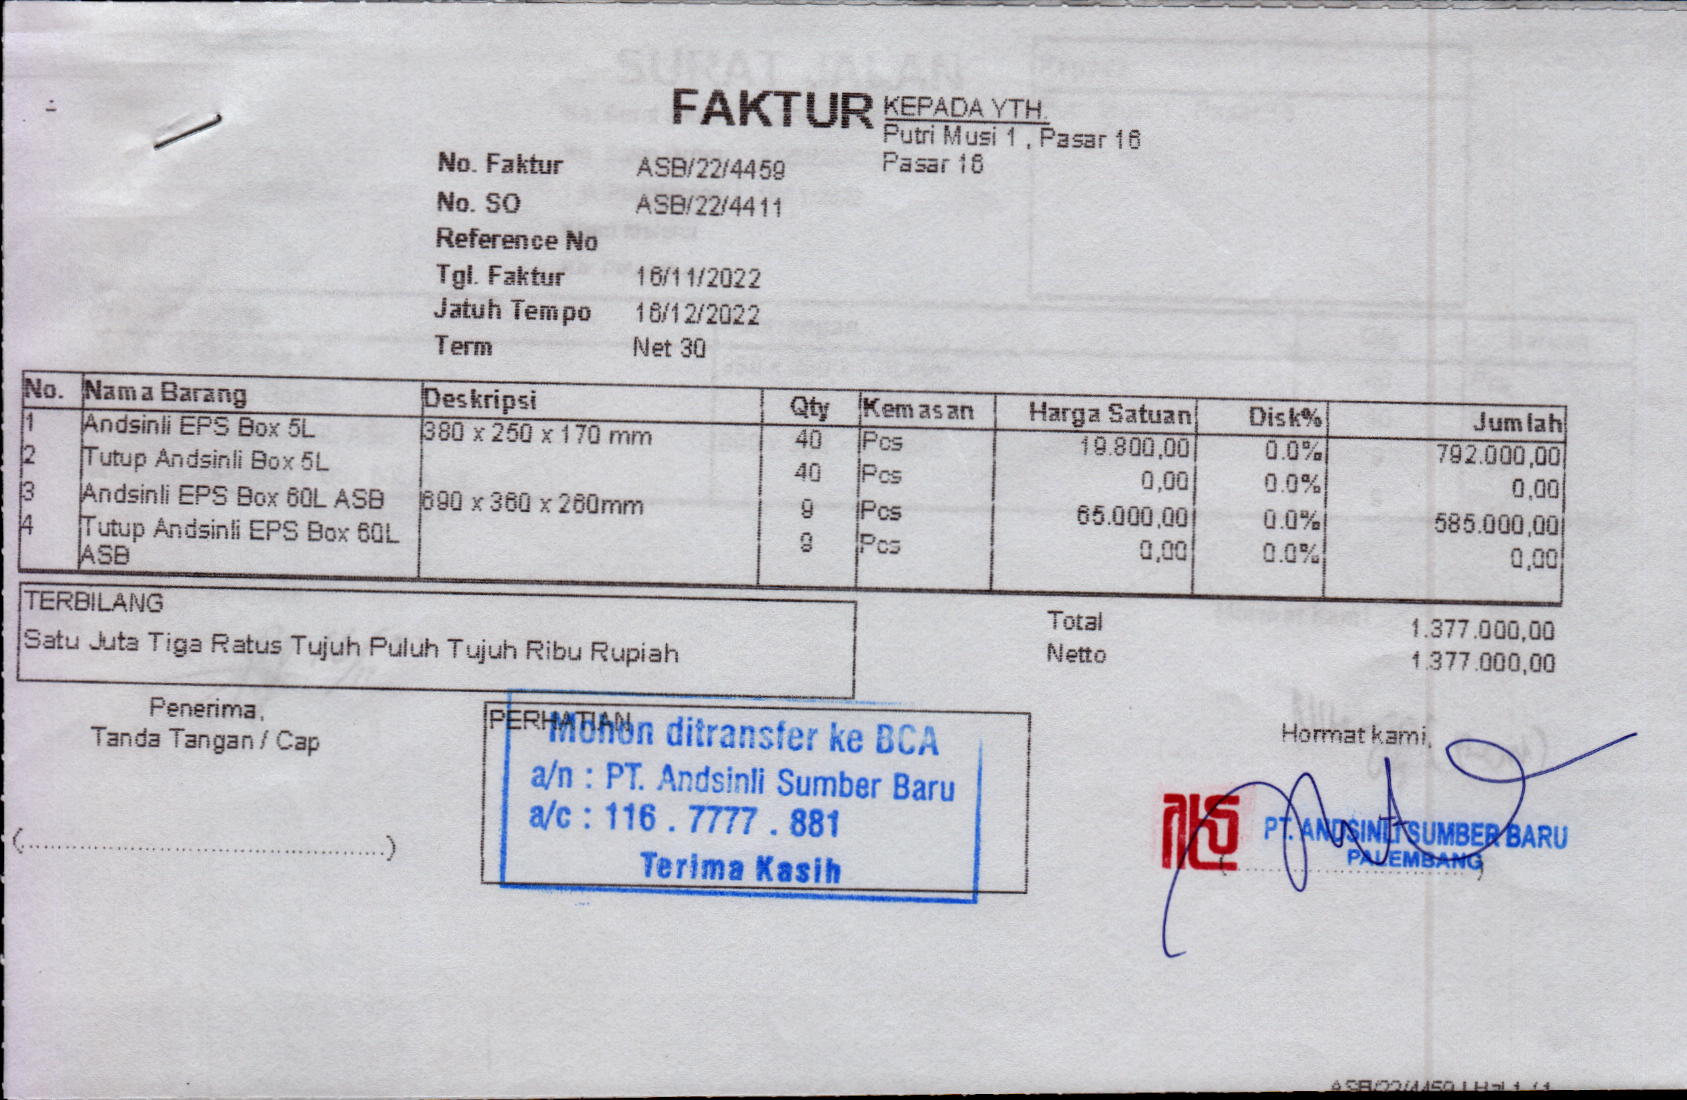 FAKTUR
KEPADA YTH.
Putri Musi 1 , Pasar 16
Pasar 16
No. Faktur ASB/22/4459
No. SO ASB/22/4411
Reference No
Tgl. Faktur 16/11/2022
Jatuh Tempo 16/12/2022
Term Net 30
No. Nama Barang Deskripsi Qty Kemasan Harga Satuan Disk% Jumlah
1 Andsinli EPS Box 5L 380 x 250 x 170 mm 40 Pcs 19.800,00 0.0% 792.000,00
2 Tutup Andsinli Box 5L 40 Pcs 0,00 0.0% 0,00
3 Andsinli EPS Box 60L ASB 690 x 360 x 260mm 9 Pcs 65.000,00 0.0% 585.000,00
4 Tutup Andsinli EPS Box 60L 9 Pcs 0,00 0.0% 0,00
ASB
TERBILANG
Satu Juta Tiga Ratus Tujuh Puluh Tujuh Ribu Rupiah
Total 1.377.000,00
Netto 1.377.000,00
Penerima,
Tanda Tangan / Cap
PERHATIAN
Mohon ditransfer ke BCA
a/n : PT. Andsinli Sumber Baru
a/c : 116 . 7777 . 881
Terima Kasih
Hormat kami,
PT. ANDSINLI SUMBER BARU
PALEMBANG
ASB/22/4459 | Hal 1 / 1